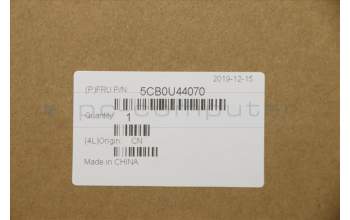 2019-12-15
(P)FRU P/N: 5CB0U44070
Quantity: 1
(4L)Origin: CN
Made in CHINA